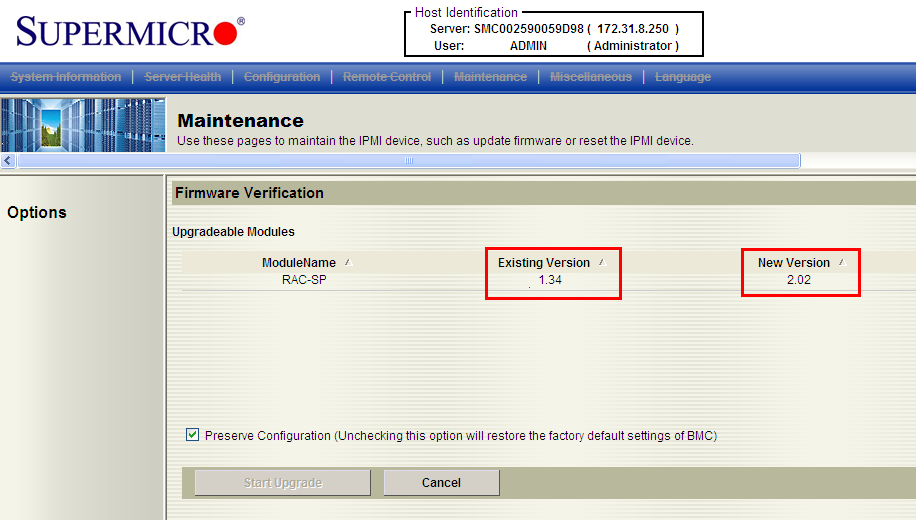 SUPERMICRO®
Host Identification
Server: SMC002590059D98 ( 172.31.8.250 )
User: ADMIN ( Administrator )
System Information Server Health Configuration Remote Control Maintenance Miscellaneous Language
Maintenance
Use these pages to maintain the IPMI device, such as update firmware or reset the IPMI device.
Options
Firmware Verification
Upgradeable Modules
ModuleName Existing Version New Version
RAC-SP 1.34 2.02
Preserve Configuration (Unchecking this option will restore the factory default settings of BMC)
Start Upgrade Cancel